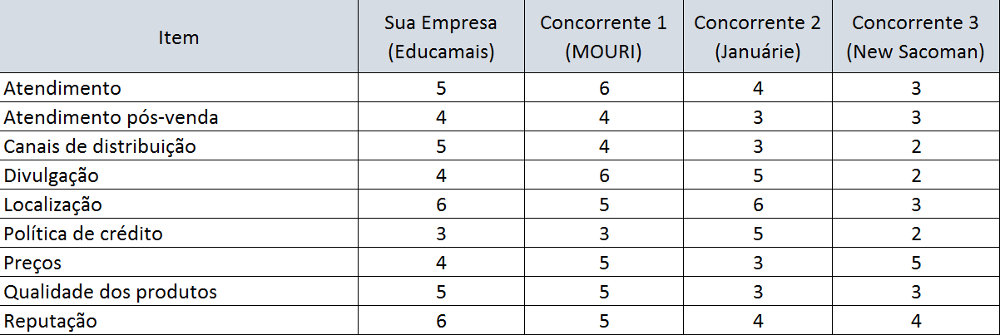 Item Sua Empresa (Educamais) Concorrente 1 (MOURI) Concorrente 2 (Januárie) Concorrente 3 (New Sacoman)
Atendimento 5 6 4 3
Atendimento pós-venda 4 4 3 3
Canais de distribuição 5 4 3 2
Divulgação 4 6 5 2
Localização 6 5 6 3
Política de crédito 3 3 5 2
Preços 4 5 3 5
Qualidade dos produtos 5 5 3 3
Reputação 6 5 4 4